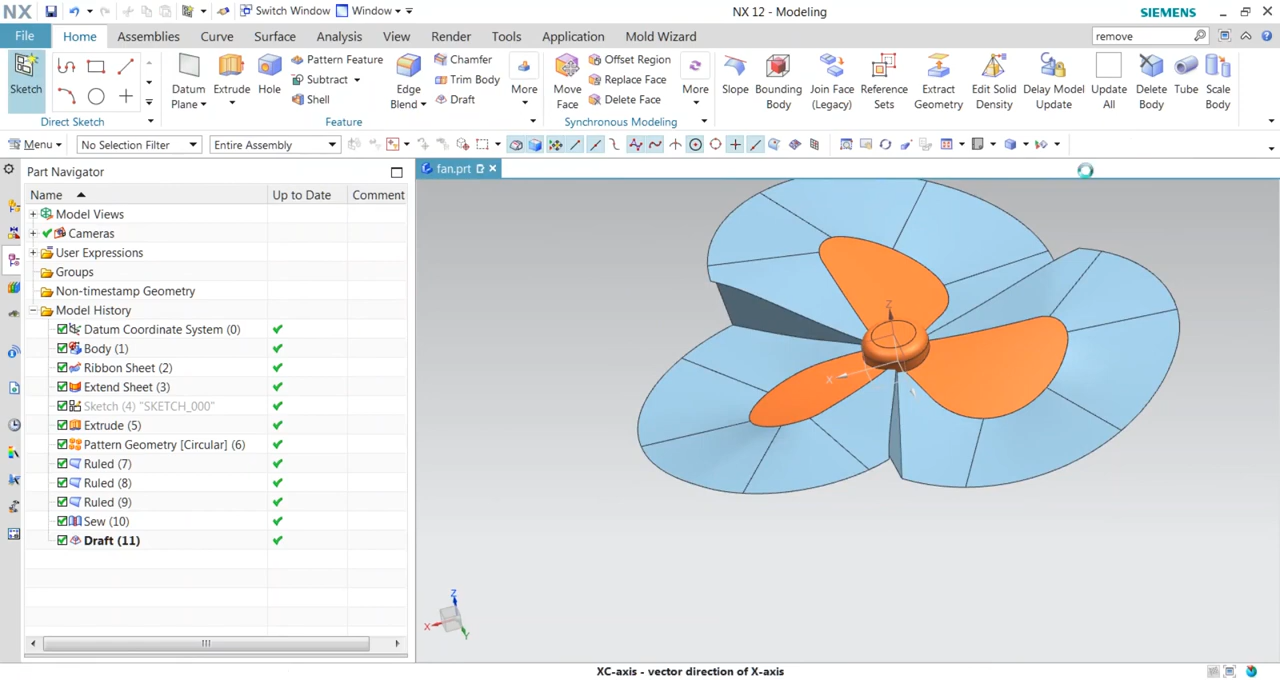 NX Switch Window Window NX 12 - Modeling SIEMENS
File Home Assemblies Curve Surface Analysis View Render Tools Application Mold Wizard remove
Sketch Datum Plane Extrude Hole Pattern Feature Subtract Shell Edge Blend Chamfer Trim Body Draft More Move Face Offset Region Replace Face Delete Face More Slope Bounding Body Join Face (Legacy) Reference Sets Extract Geometry Edit Solid Density Delay Model Update Update All Delete Body Tube Scale Body
Direct Sketch Feature Synchronous Modeling
Menu No Selection Filter Entire Assembly
Part Navigator fan.prt
Name Up to Date Comment
Model Views
Cameras
User Expressions
Groups
Non-timestamp Geometry
Model History
Datum Coordinate System (0)
Body (1)
Ribbon Sheet (2)
Extend Sheet (3)
Sketch (4) "SKETCH_000"
Extrude (5)
Pattern Geometry [Circular] (6)
Ruled (7)
Ruled (8)
Ruled (9)
Sew (10)
Draft (11)
Z
X
Z
X
Y
XC-axis - vector direction of X-axis